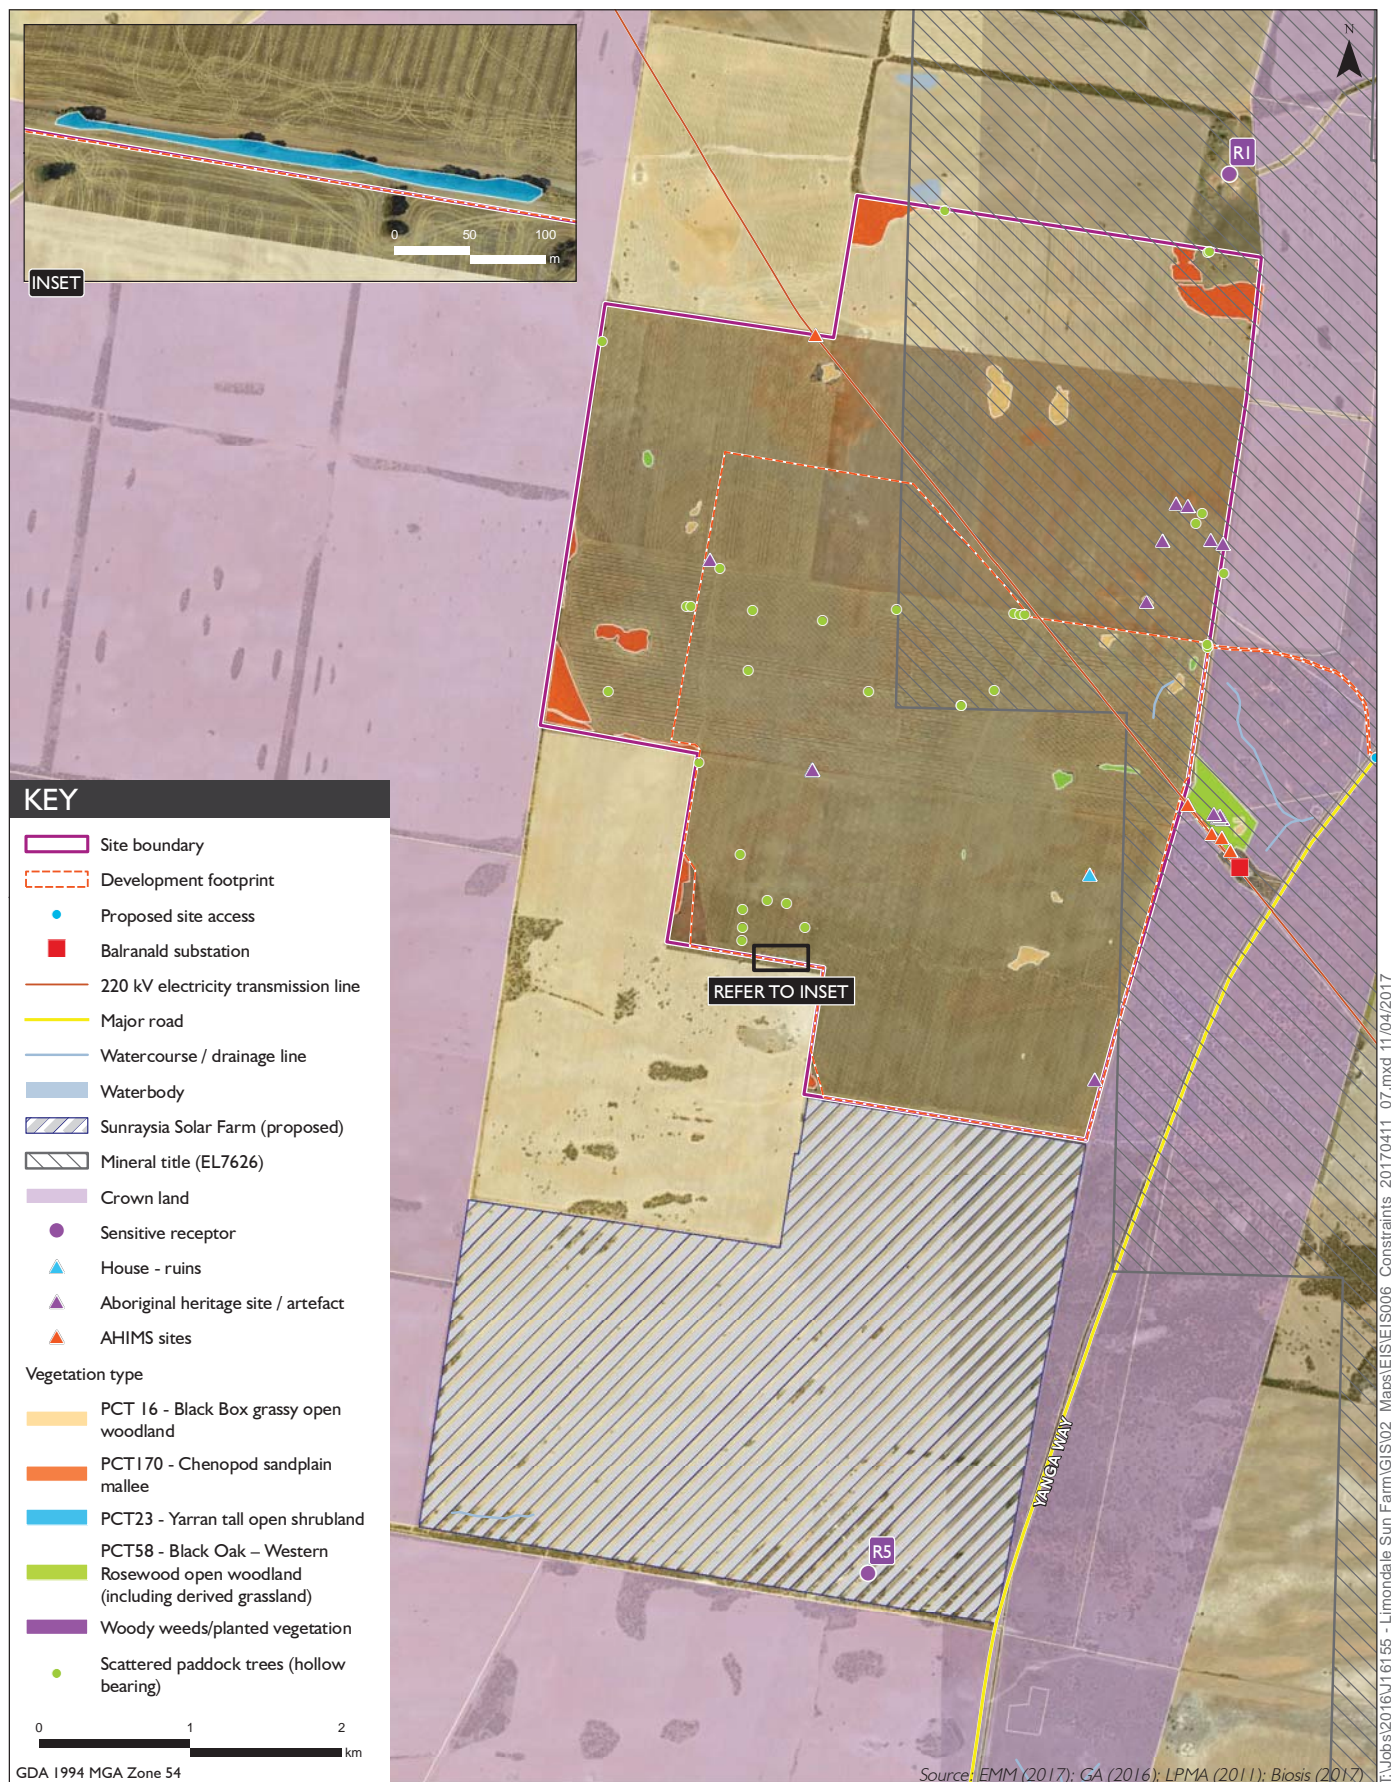 N
R1
0 50 100
m
INSET
REFER TO INSET
KEY
Site boundary
Development footprint
Proposed site access
Balranald substation
220 kV electricity transmission line
Major road
Watercourse / drainage line
Waterbody
Sunraysia Solar Farm (proposed)
Mineral title (EL7626)
Crown land
Sensitive receptor
House - ruins
Aboriginal heritage site / artefact
AHIMS sites
Vegetation type
PCT 16 - Black Box grassy open
woodland
PCT170 - Chenopod sandplain
mallee
PCT23 - Yarran tall open shrubland
PCT58 - Black Oak – Western
Rosewood open woodland
(including derived grassland)
Woody weeds/planted vegetation
Scattered paddock trees (hollow
bearing)
0 1 2
km
GDA 1994 MGA Zone 54
YANGA WAY
R5
Source: EMM (2017); GA (2016); LPMA (2011); Biosis (2017)
T:\Jobs\2016\J16155 - Limondale Sun Farm\GIS\02_Maps\EIS\EIS006_Constraints_20170411_07.mxd 11/04/2017